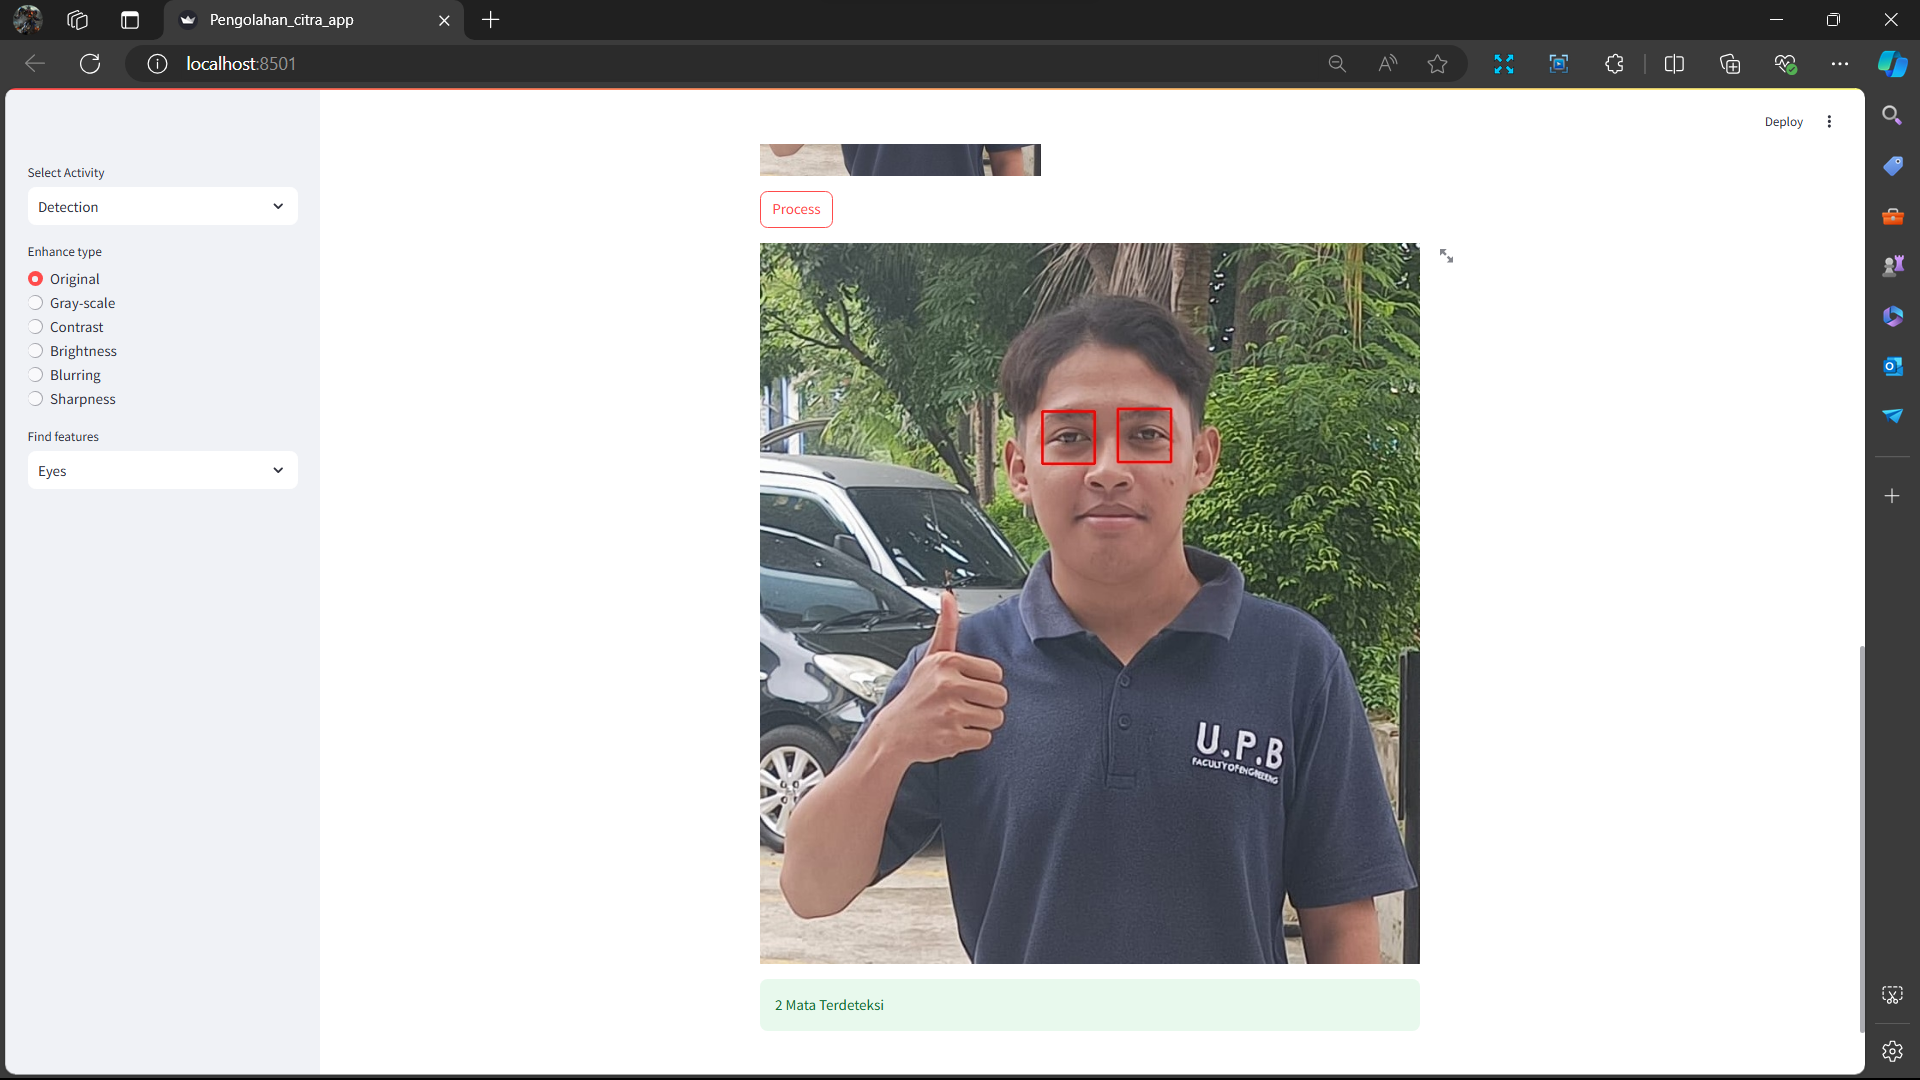 Pengolahan_citra_app
localhost:8501
Deploy
Select Activity
Detection
Enhance type
Original
Gray-scale
Contrast
Brightness
Blurring
Sharpness
Find features
Eyes
Process
U.P.B
FACULTY OF ENGINEERING
2 Mata Terdeteksi